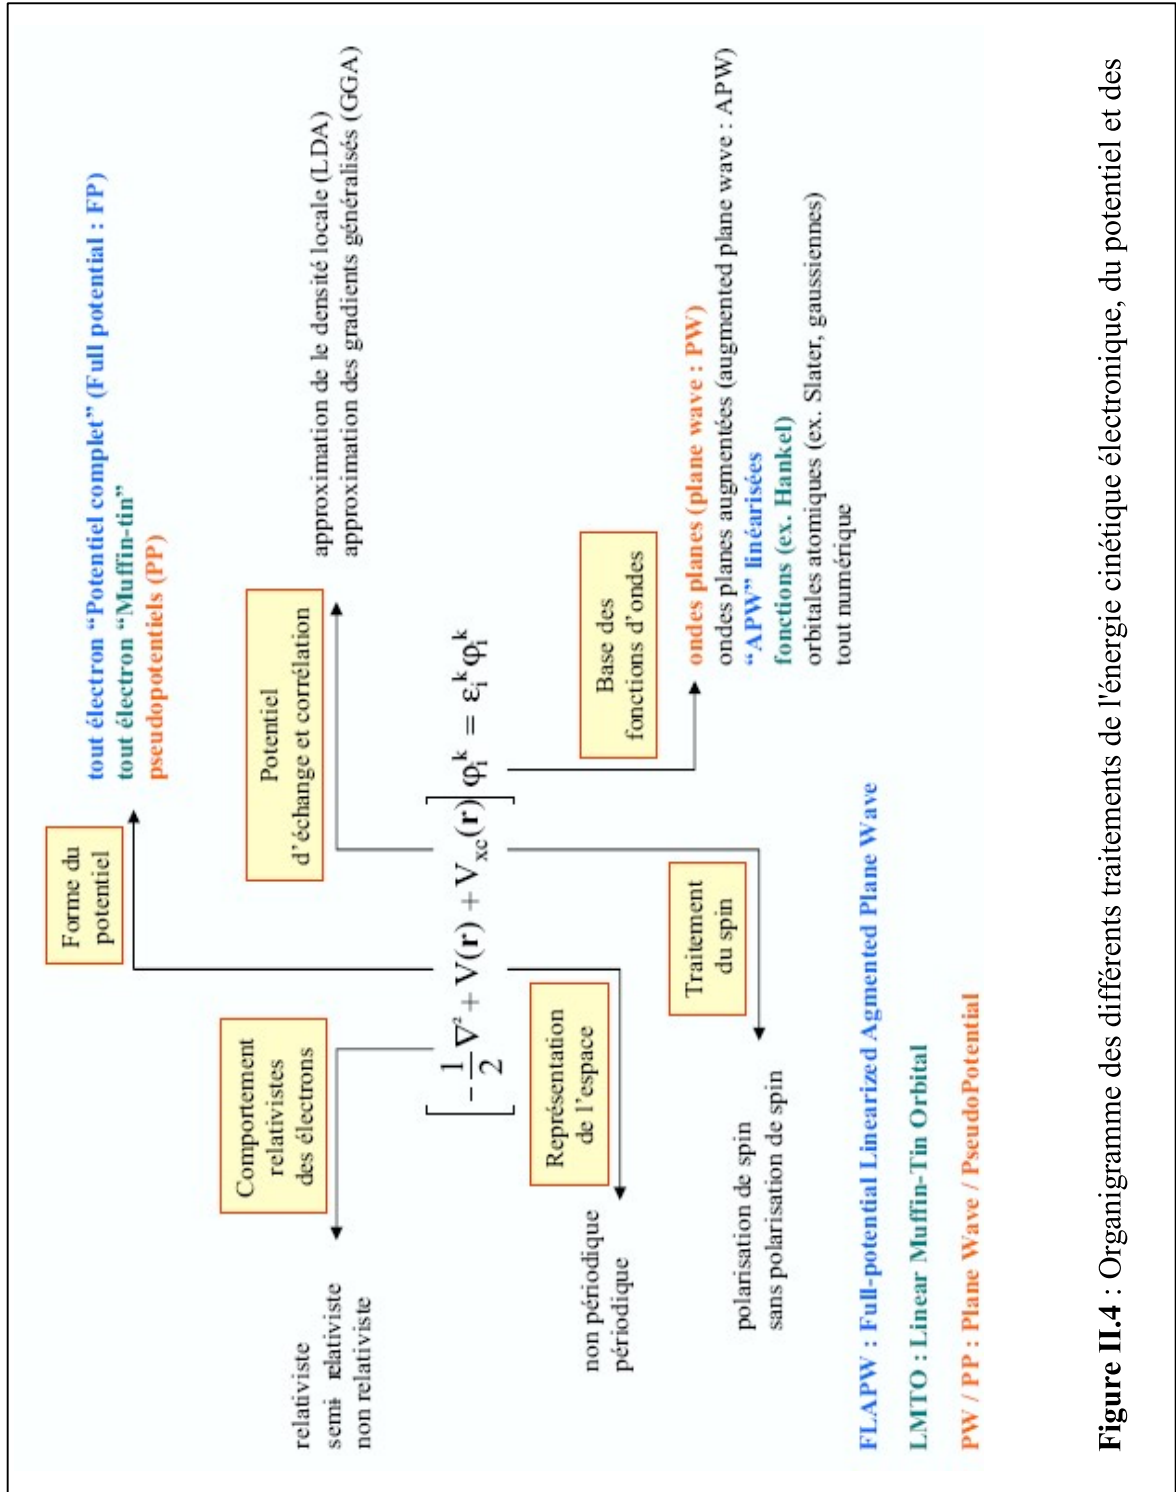 Forme du
potentiel
tout électron “Potentiel complet” (Full potential : FP)
tout électron “Muffin-tin”
pseudopotentiels (PP)
Comportement
relativistes
des électrons
relativiste
semi- relativiste
non relativiste
Potentiel
d'échange et corrélation
approximation de le densité locale (LDA)
approximation des gradients généralisés (GGA)
[ -1/2 ∇² + V(r) + Vxc(r) ] φᵢᵏ = εᵢᵏ φᵢᵏ
Représentation
de l'espace
non périodique
périodique
Base des
fonctions d'ondes
ondes planes (plane wave : PW)
ondes planes augmentées (augmented plane wave : APW)
“APW” linéarisées
fonctions (ex. Hankel)
orbitales atomiques (ex. Slater, gaussiennes)
tout numérique
Traitement
du spin
polarisation de spin
sans polarisation de spin
FLAPW : Full-potential Linearized Agmented Plane Wave
LMTO : Linear Muffin-Tin Orbital
PW / PP : Plane Wave / PseudoPotential
Figure II.4 : Organigramme des différents traitements de l'énergie cinétique électronique, du potentiel et des